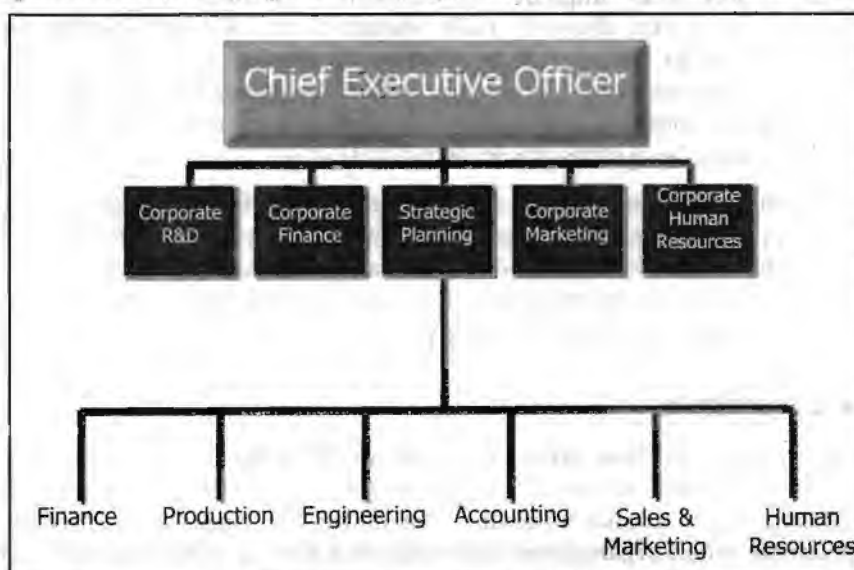 Chief Executive Officer
Corporate
R&D
Corporate
Finance
Strategic
Planning
Corporate
Marketing
Corporate
Human
Resources
Finance
Production
Engineering
Accounting
Sales &
Marketing
Human
Resources